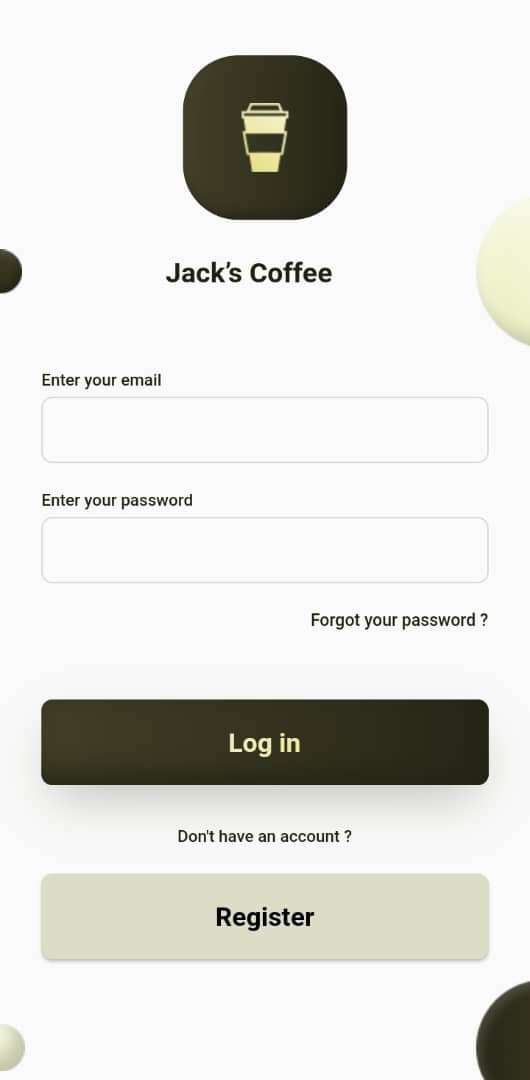 Jack’s Coffee
Enter your email
Enter your password
Forgot your password ?
Log in
Don't have an account ?
Register